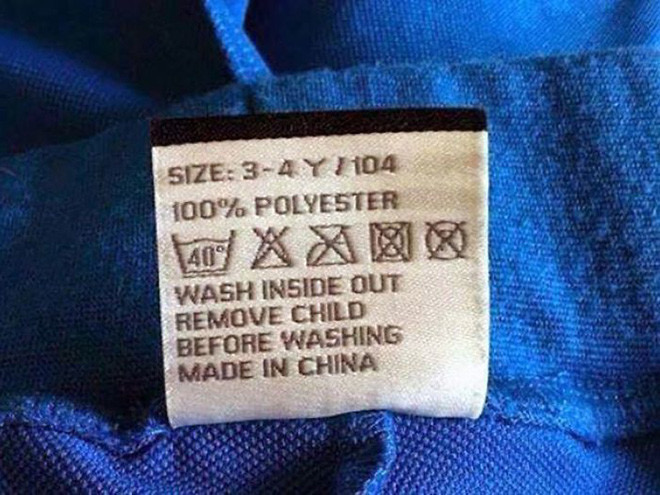 SIZE: 3-4 Y / 104
100% POLYESTER
40°
WASH INSIDE OUT
REMOVE CHILD
BEFORE WASHING
MADE IN CHINA